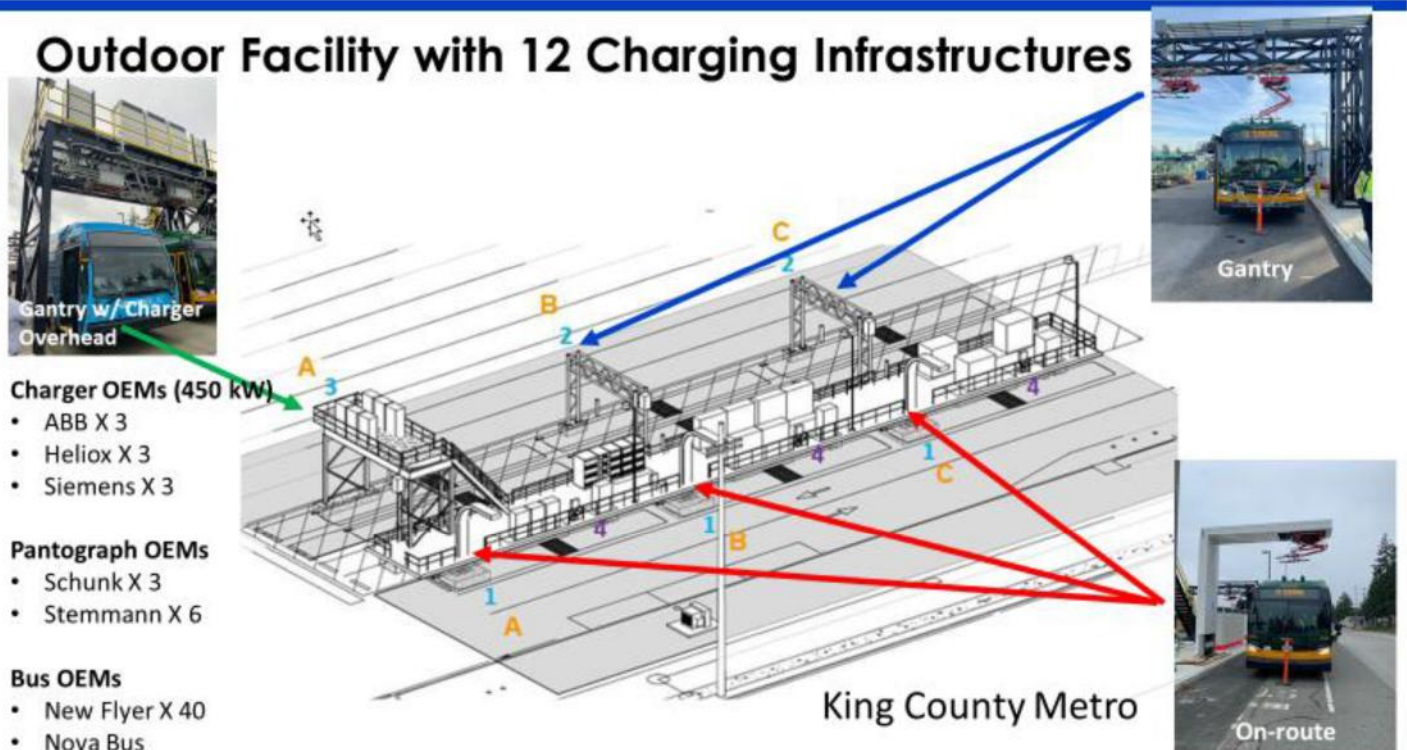 Outdoor Facility with 12 Charging Infrastructures
Gantry w/ Charger
Overhead
Gantry
Charger OEMs (450 kW)
• ABB X 3
• Heliox X 3
• Siemens X 3
Pantograph OEMs
• Schunk X 3
• Stemmann X 6
Bus OEMs
• New Flyer X 40
• Nova Bus
C
2
B
2
A
3
4
4
4
1
C
1
B
1
A
King County Metro
On-route